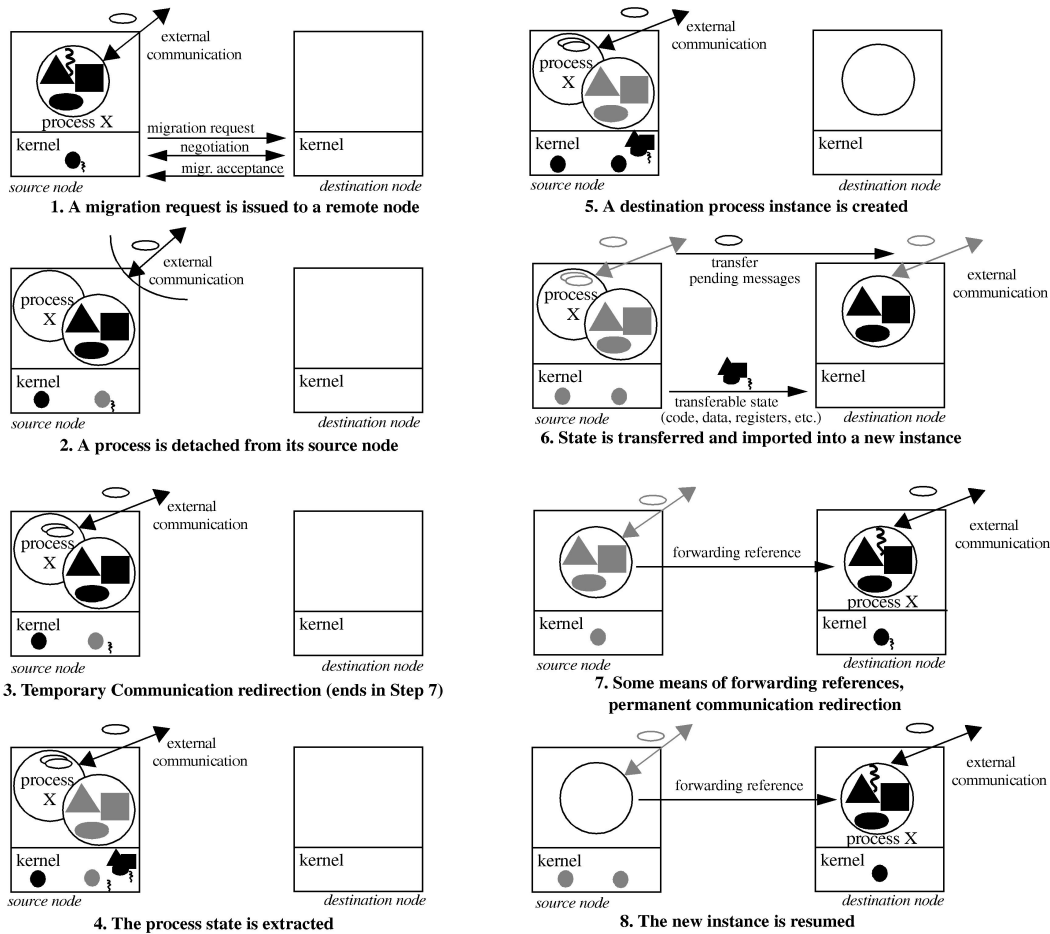 external
communication
process X
kernel
migration request
negotiation
migr. acceptance
kernel
source node
destination node
1. A migration request is issued to a remote node
external
communication
process
X
kernel
kernel
source node
destination node
2. A process is detached from its source node
external
communication
process
X
kernel
kernel
source node
destination node
3. Temporary Communication redirection (ends in Step 7)
external
communication
process
X
kernel
kernel
source node
destination node
4. The process state is extracted
external
communication
process
X
kernel
kernel
source node
destination node
5. A destination process instance is created
transfer
pending messages
external
communication
process
X
kernel
kernel
transferable state
(code, data, registers, etc.)
source node
destination node
6. State is transferred and imported into a new instance
external
communication
forwarding reference
process X
kernel
kernel
source node
destination node
7. Some means of forwarding references,
permanent communication redirection
external
communication
forwarding reference
process X
kernel
kernel
source node
destination node
8. The new instance is resumed